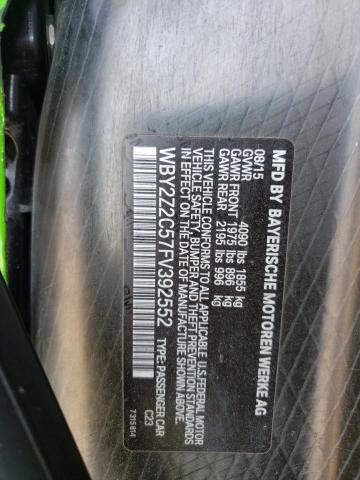 MFD BY BAYERISCHE MOTOREN WERKE AG
08/15
GVWR 4090 lbs 1855 kg
GAWR FRONT 1975 lbs 896 kg
GAWR REAR 2195 lbs 996 kg
THIS VEHICLE CONFORMS TO ALL APPLICABLE U.S.FEDERAL MOTOR
VEHICLE SAFETY, BUMPER AND THEFT PREVENTION STANDARDS
IN EFFECT ON THE DATE OF MANUFACTURE SHOWN ABOVE.
WBY2Z2C57FV392552 TYPE: PASSENGER CAR
C23
7315614